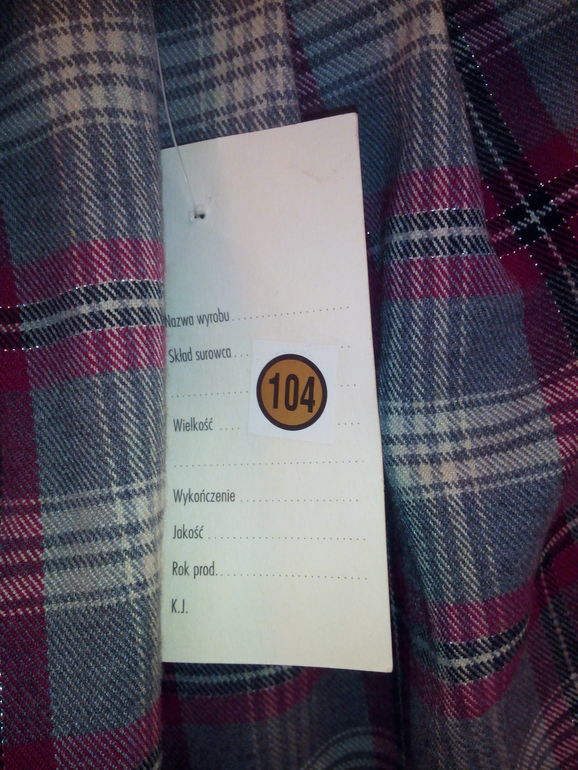 Nazwa wyrobu
Skład surowca
104
Wielkość
Wykończenie
Jakość
Rok prod.
K.J.